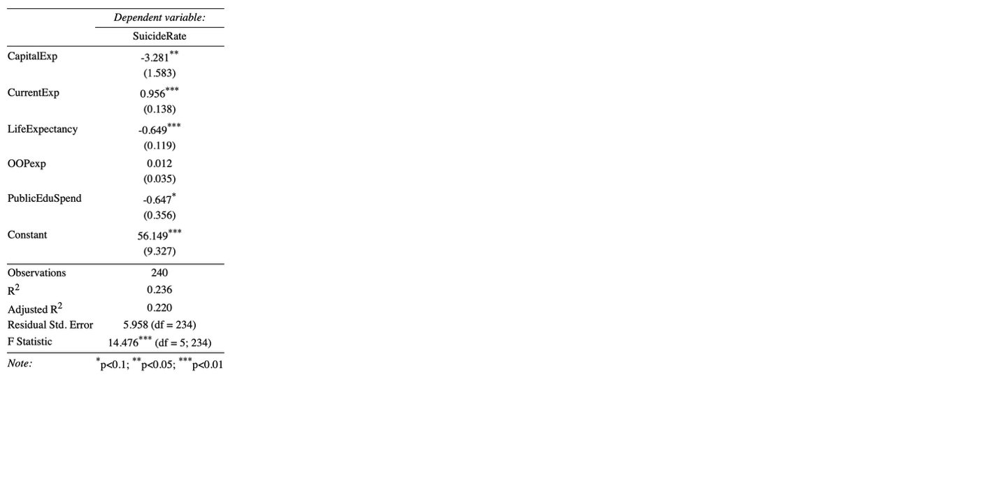 Dependent variable:
SuicideRate
CapitalExp -3.281**
(1.583)
CurrentExp 0.956***
(0.138)
LifeExpectancy -0.649***
(0.119)
OOPexp 0.012
(0.035)
PublicEduSpend -0.647*
(0.356)
Constant 56.149***
(9.327)
Observations 240
R2 0.236
Adjusted R2 0.220
Residual Std. Error 5.958 (df = 234)
F Statistic 14.476*** (df = 5; 234)
Note: *p<0.1; **p<0.05; ***p<0.01